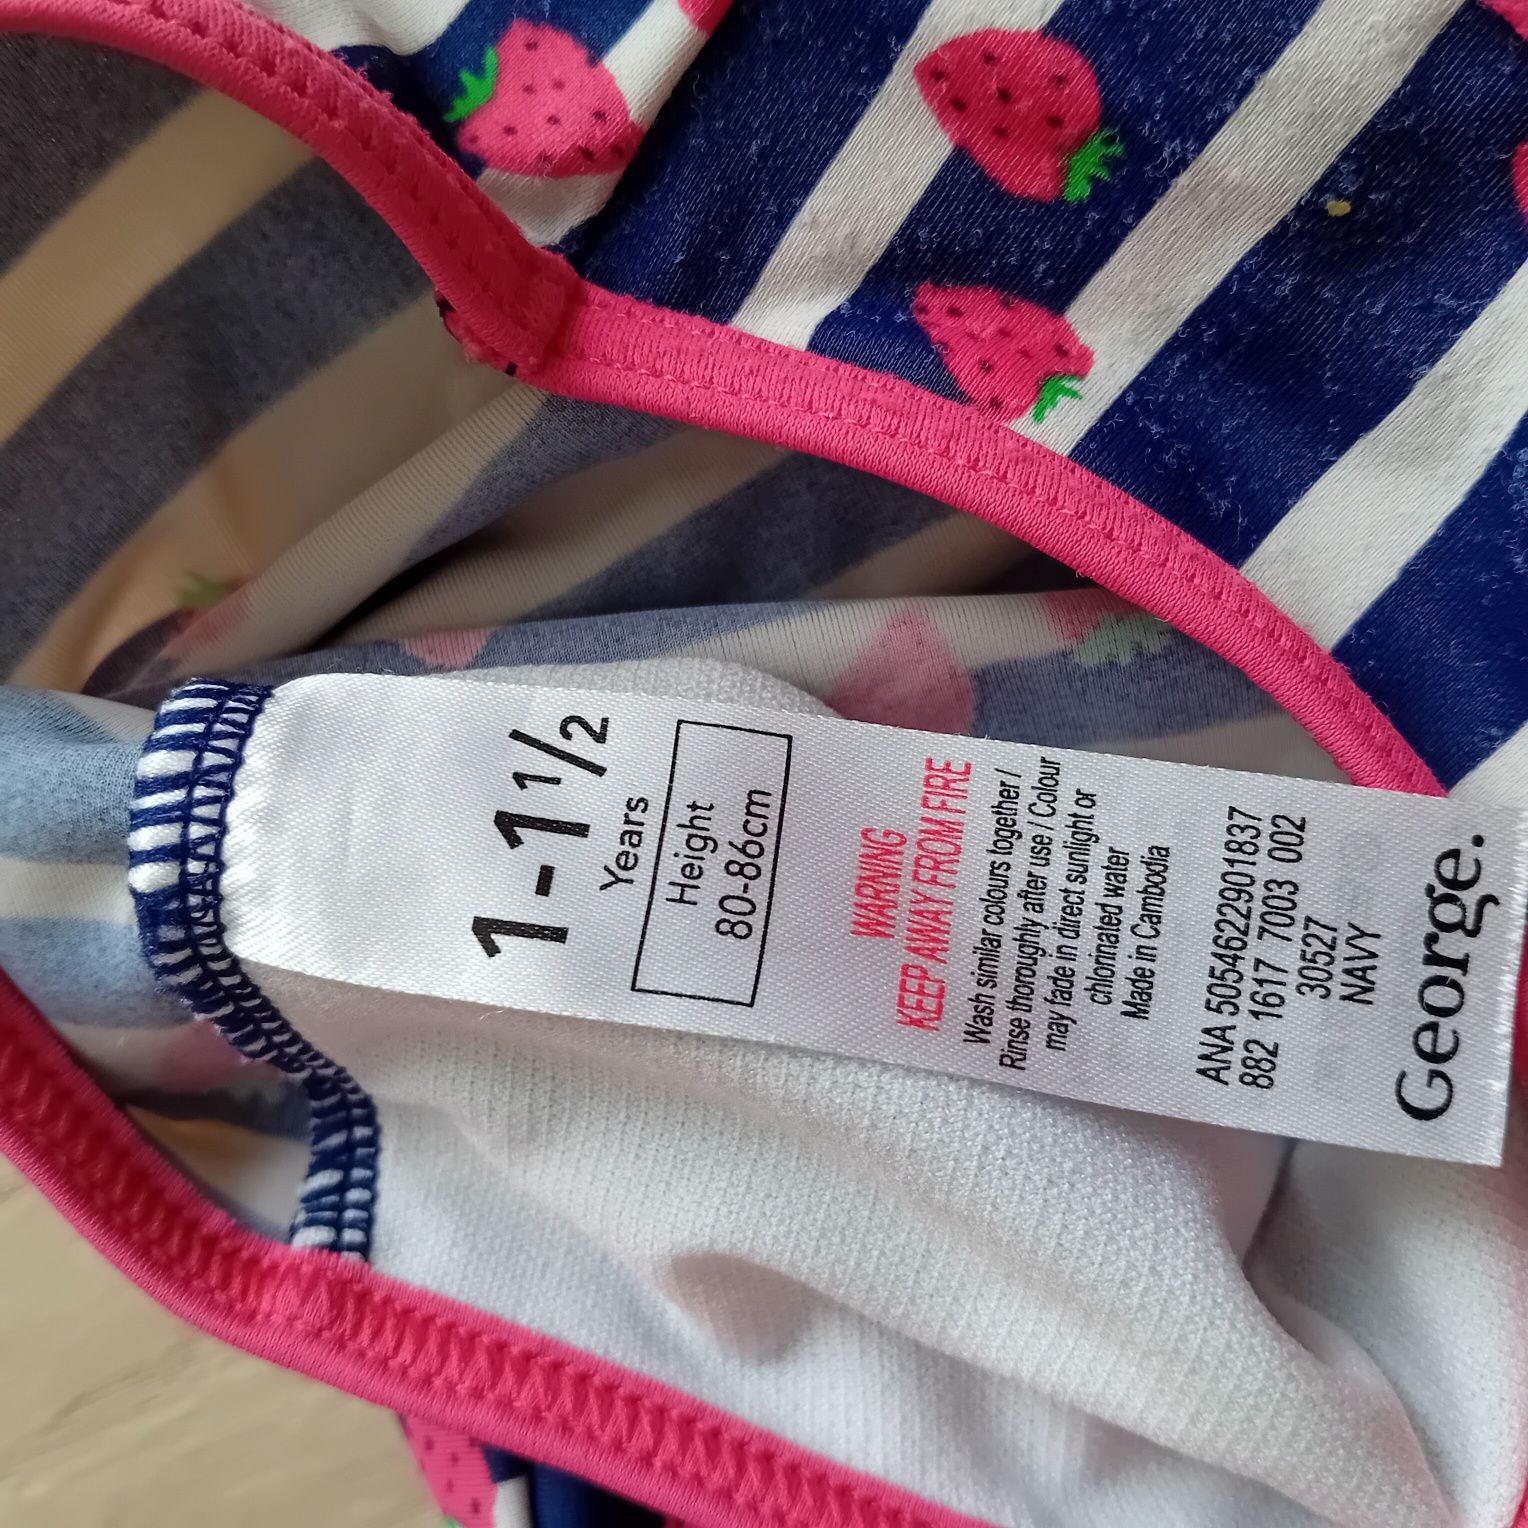 1-1½
Years
Height
80-86cm
WARNING
KEEP AWAY FROM FIRE
Wash similar colours together /
Rinse thoroughly after use / Colour
may fade in direct sunlight or
chlorinated water
Made in Cambodia
ANA 5054622901837
882 1617 7003 002
30527
NAVY
George.